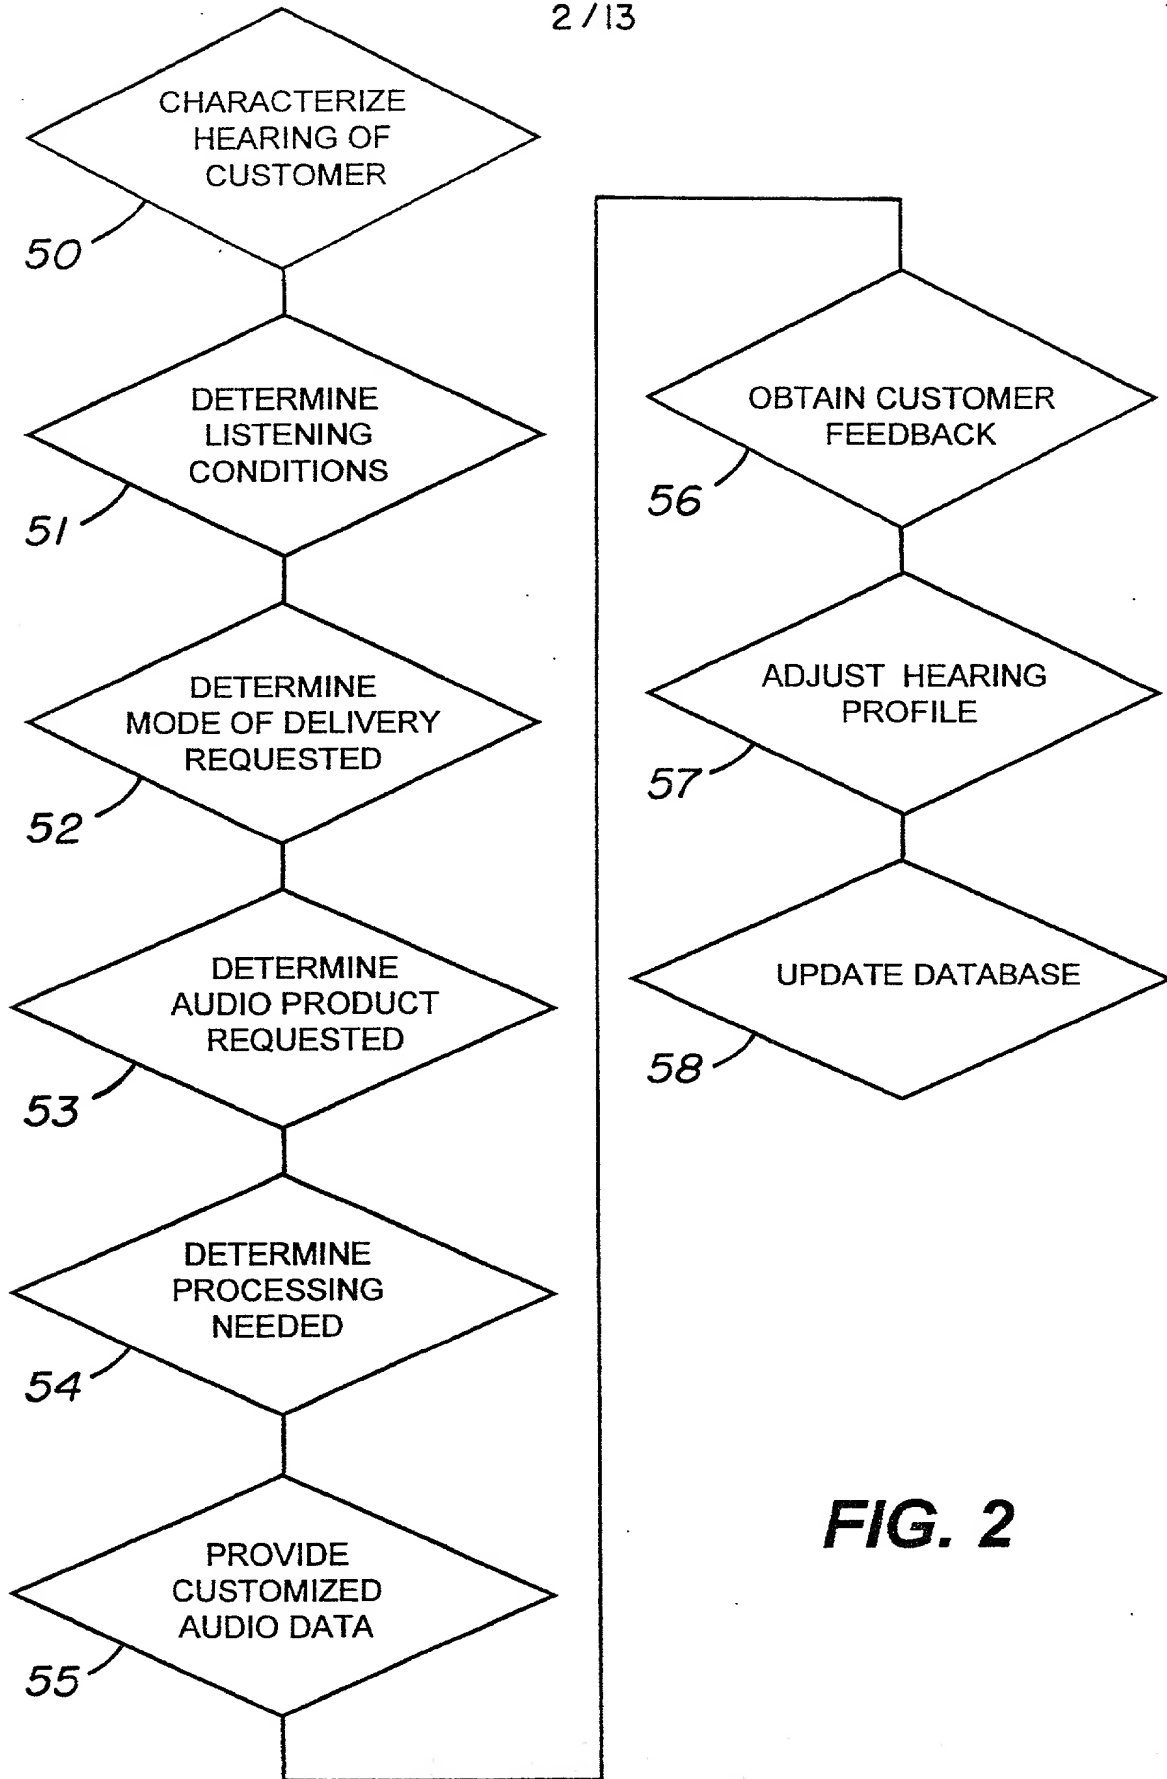 2/13
CHARACTERIZE
HEARING OF
CUSTOMER
50
DETERMINE
LISTENING
CONDITIONS
51
DETERMINE
MODE OF DELIVERY
REQUESTED
52
DETERMINE
AUDIO PRODUCT
REQUESTED
53
DETERMINE
PROCESSING
NEEDED
54
PROVIDE
CUSTOMIZED
AUDIO DATA
55
OBTAIN CUSTOMER
FEEDBACK
56
ADJUST HEARING
PROFILE
57
UPDATE DATABASE
58
FIG. 2